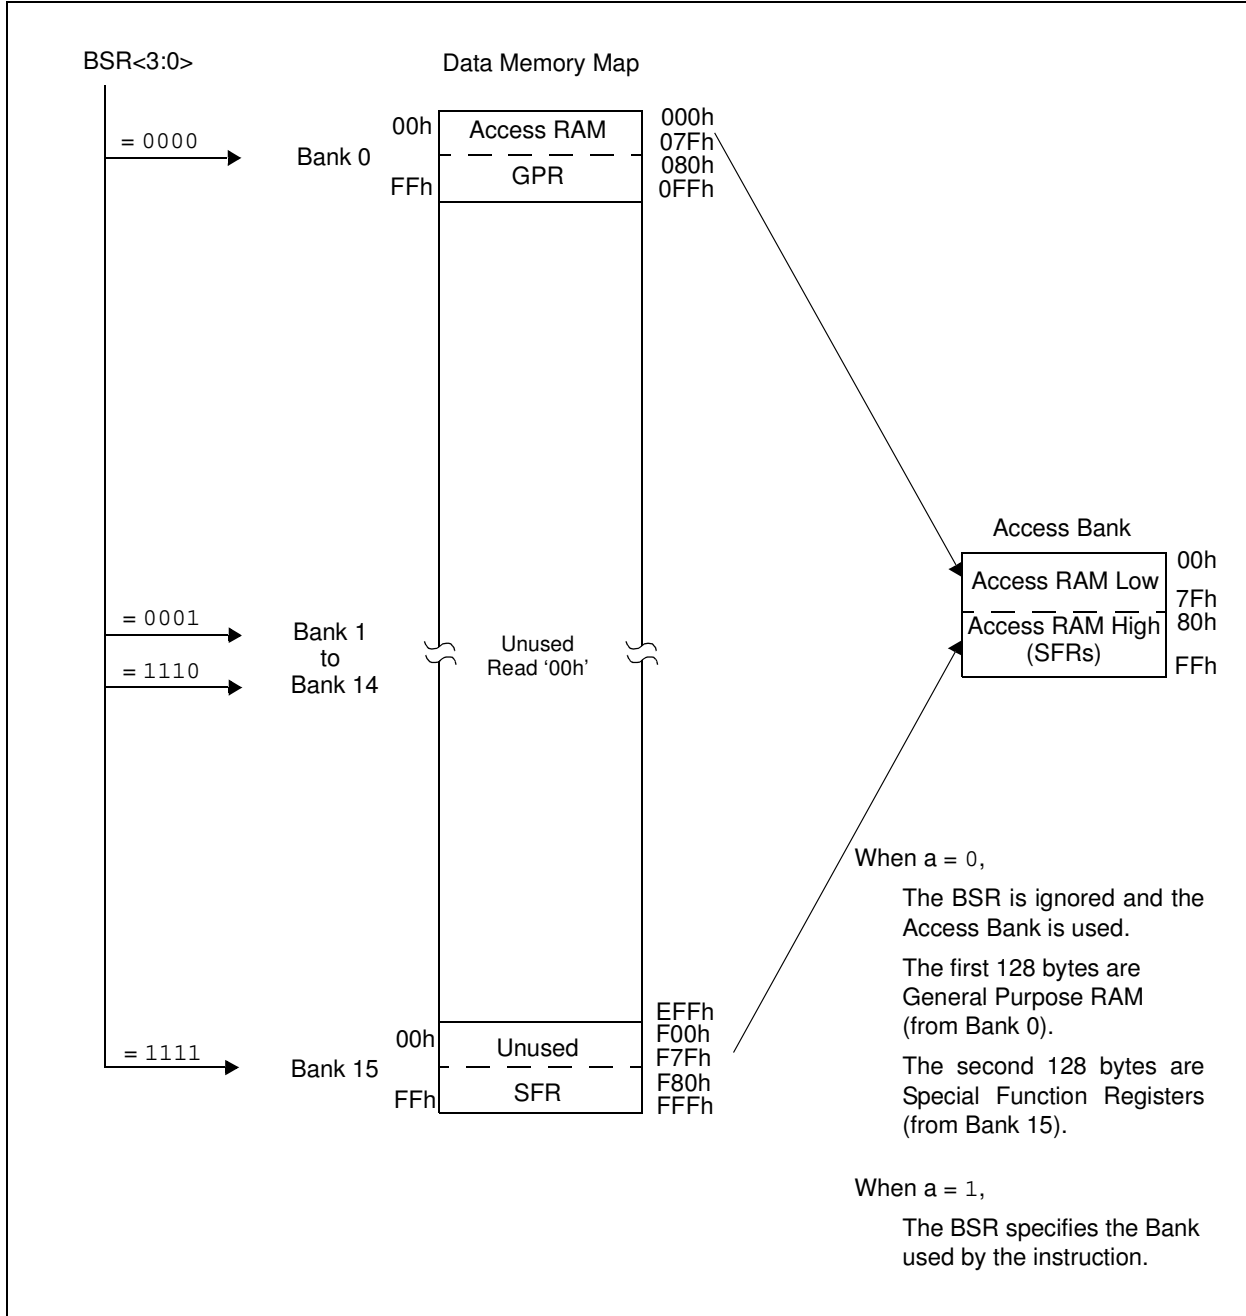 BSR<3:0>
Data Memory Map
= 0000
Bank 0
00h
FFh
Access RAM
GPR
000h
07Fh
080h
0FFh
Access Bank
Access RAM Low
Access RAM High
(SFRs)
00h
7Fh
80h
FFh
= 0001
= 1110
Bank 1
to
Bank 14
Unused
Read ‘00h’
= 1111
Bank 15
00h
FFh
Unused
SFR
EFFh
F00h
F7Fh
F80h
FFFh
When a = 0,
The BSR is ignored and the
Access Bank is used.
The first 128 bytes are
General Purpose RAM
(from Bank 0).
The second 128 bytes are
Special Function Registers
(from Bank 15).
When a = 1,
The BSR specifies the Bank
used by the instruction.